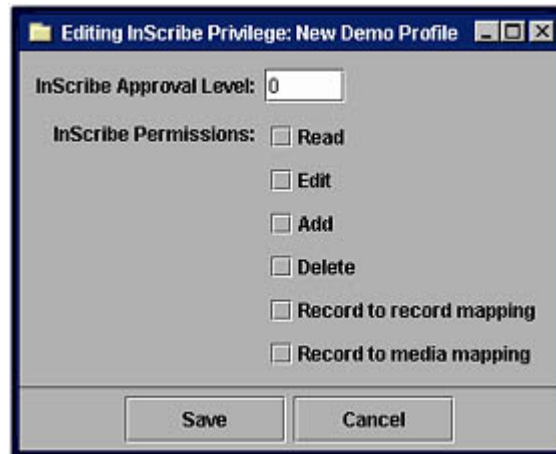 Editing InScribe Privilege: New Demo Profile
InScribe Approval Level: 0
InScribe Permissions: Read
Edit
Add
Delete
Record to record mapping
Record to media mapping
Save Cancel